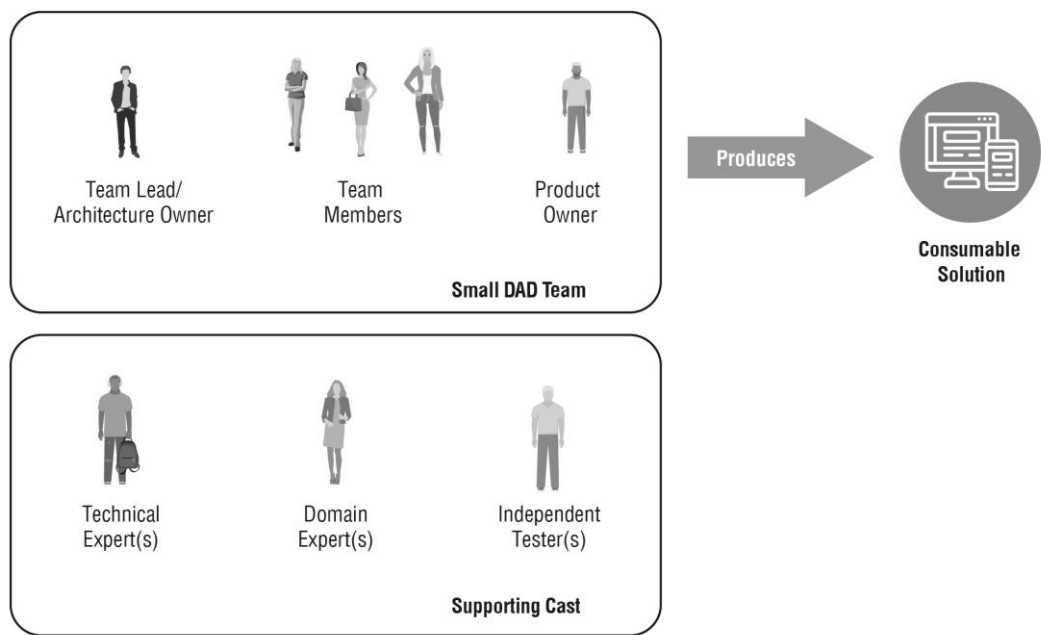 Team Lead/
Architecture Owner
Team
Members
Product
Owner
Small DAD Team
Produces
Consumable
Solution
Technical
Expert(s)
Domain
Expert(s)
Independent
Tester(s)
Supporting Cast